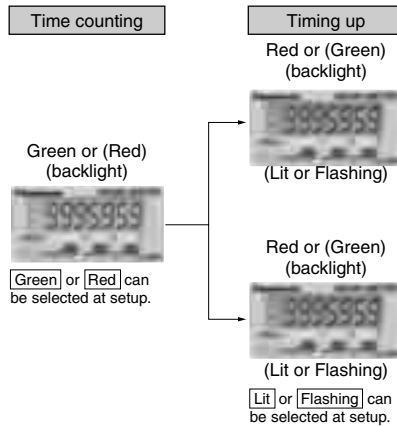 Time counting
Timing up
Red or (Green)
(backlight)
(Lit or Flashing)
Green or (Red)
(backlight)
Green or Red can
be selected at setup.
Red or (Green)
(backlight)
(Lit or Flashing)
Lit or Flashing can
be selected at setup.